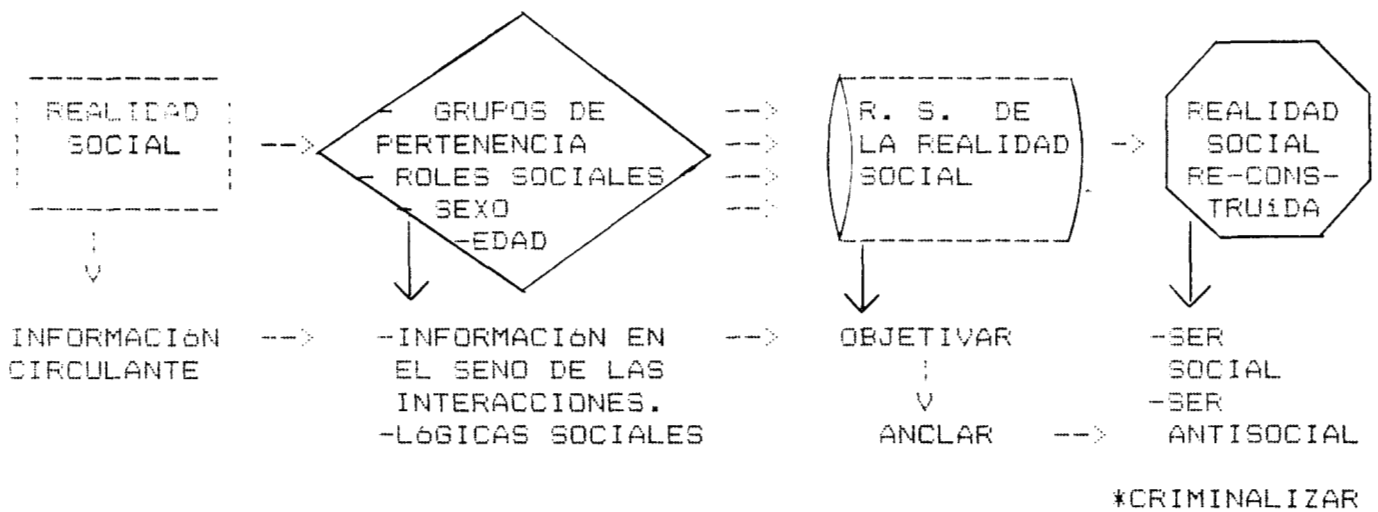 REALIDAD
SOCIAL
- GRUPOS DE
PERTENENCIA
- ROLES SOCIALES
- SEXO
-EDAD
R. S. DE
LA REALIDAD
SOCIAL
REALIDAD
SOCIAL
RE-CONS-
TRUiDA
INFORMACIóN
CIRCULANTE
-INFORMACIóN EN
EL SENO DE LAS
INTERACCIONES.
-LóGICAS SOCIALES
OBJETIVAR
ANCLAR
-SER
SOCIAL
-SER
ANTISOCIAL
*CRIMINALIZAR